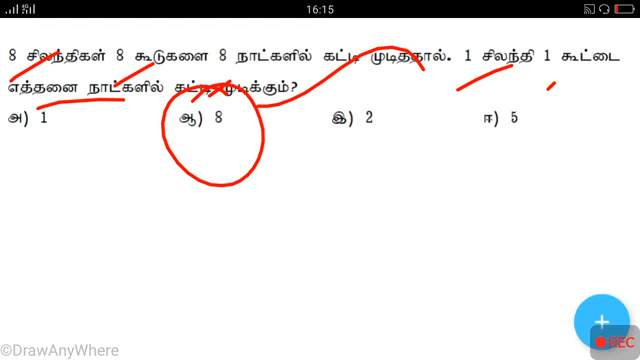 16:15
8 சிலந்திகள் 8 கூடுகளை 8 நாட்களில் கட்டி முடித்தால். 1 சிலந்தி 1 கூட்டை
எத்தனை நாட்களில் கட்டி முடிக்கும்?
அ) 1 ஆ) 8 இ) 2 ஈ) 5
©DrawAnyWhere
REC